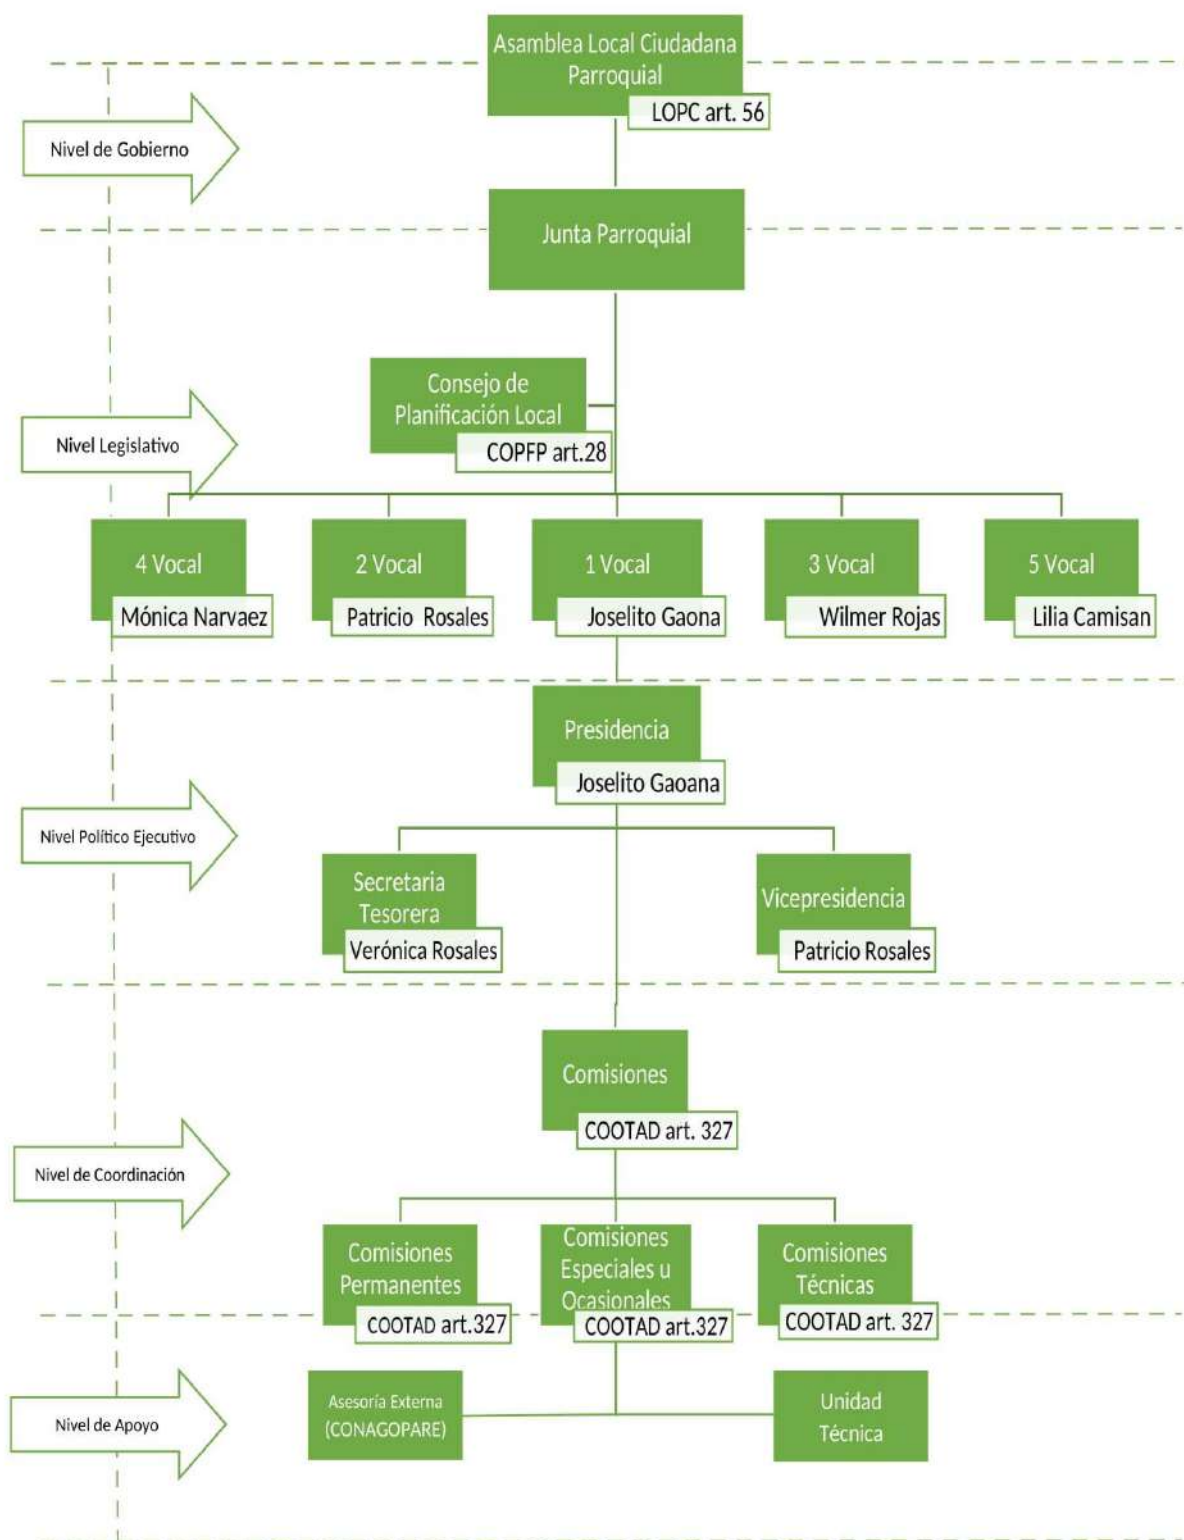 Asamblea Local Ciudadana
Parroquial
LOPC art. 56
Nivel de Gobierno
Junta Parroquial
Consejo de
Planificación Local
COPFP art.28
Nivel Legislativo
4 Vocal
Mónica Narvaez
2 Vocal
Patricio Rosales
1 Vocal
Joselito Gaona
3 Vocal
Wilmer Rojas
5 Vocal
Lilia Camisan
Presidencia
Joselito Gaoana
Nivel Político Ejecutivo
Secretaria
Tesorera
Verónica Rosales
Vicepresidencia
Patricio Rosales
Comisiones
COOTAD art. 327
Nivel de Coordinación
Comisiones
Permanentes
COOTAD art.327
Comisiones
Especiales u
Ocasionales
COOTAD art.327
Comisiones
Técnicas
COOTAD art. 327
Nivel de Apoyo
Asesoría Externa
(CONAGOPARE)
Unidad
Técnica